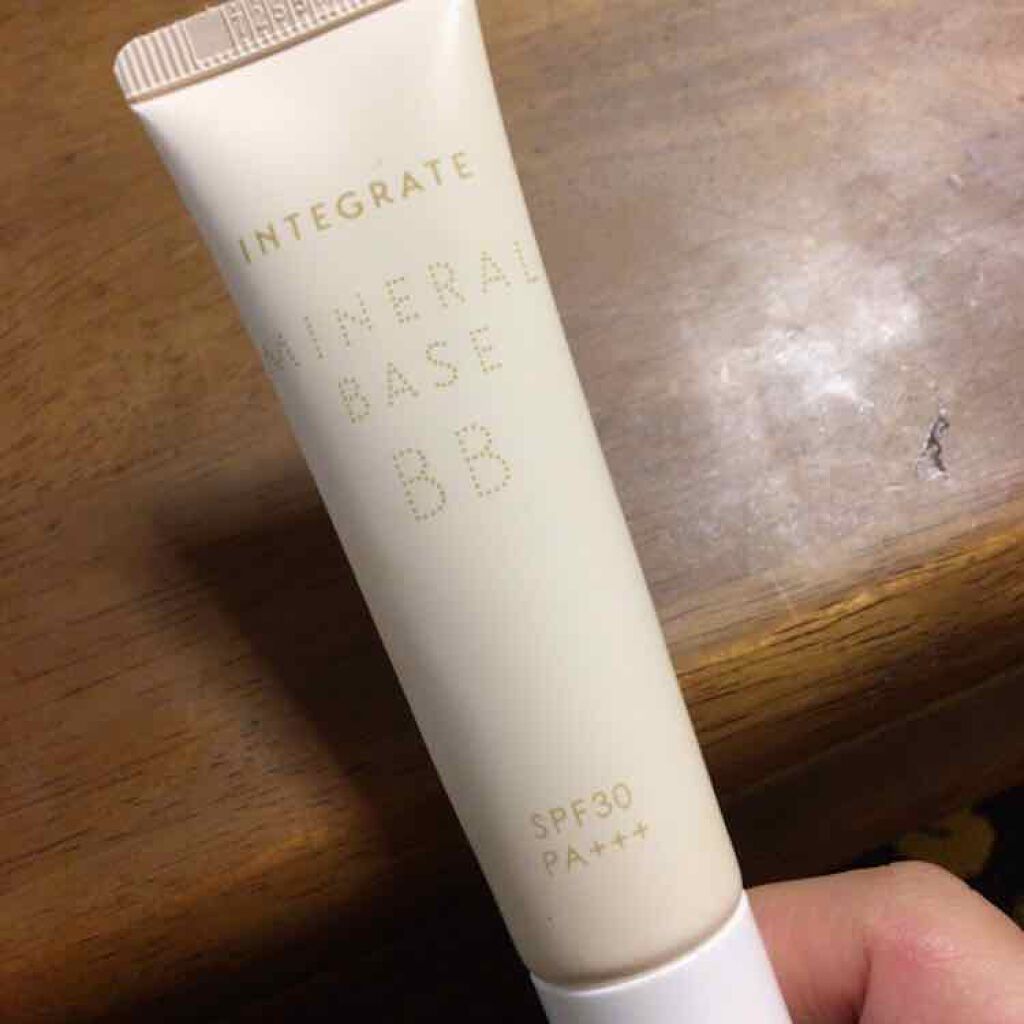 INTEGRATE
MINERAL
BASE
BB
SPF30
PA+++